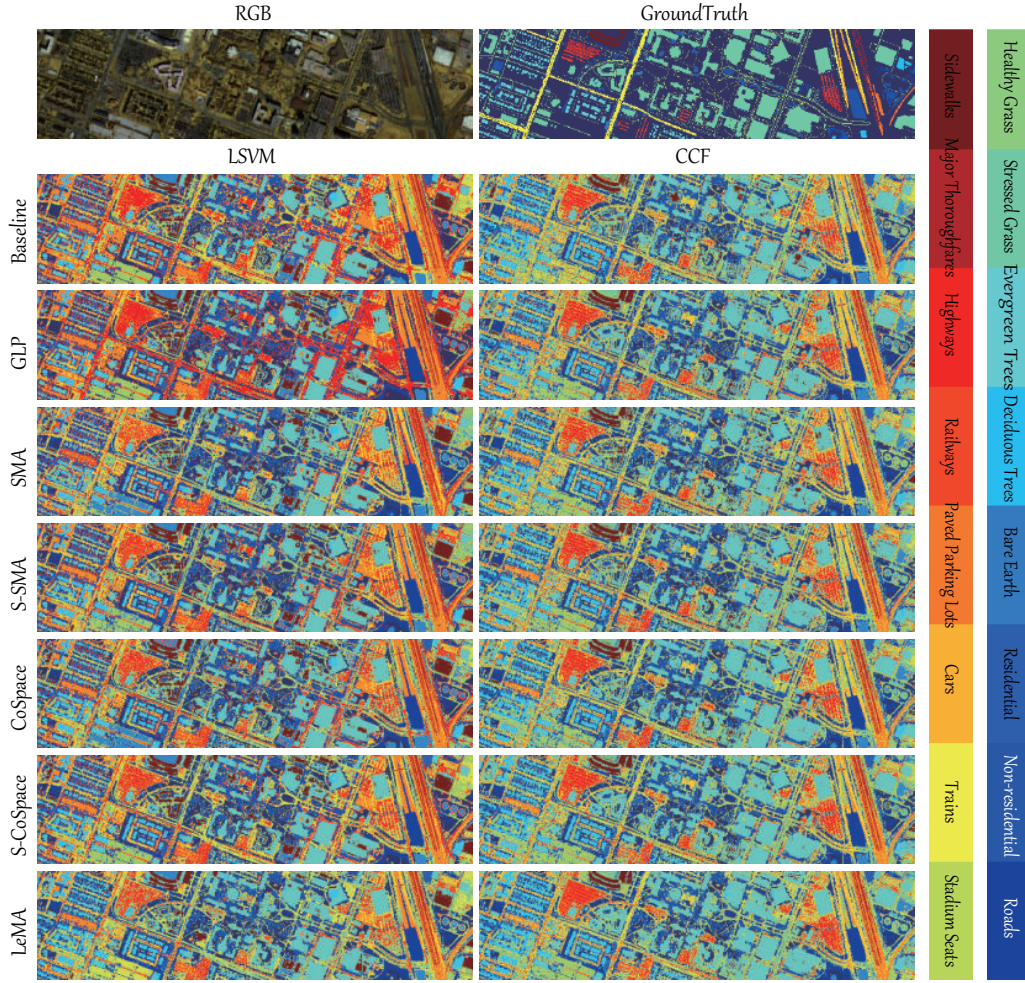 RGB
GroundTruth
LSVM
CCF
Baseline
GLP
SMA
S-SMA
CoSpace
S-CoSpace
LeMA
Sidewalks
Major Thoroughfares
Highways
Railways
Paved Parking Lots
Cars
Trains
Stadium Seats
Healthy Grass
Stressed Grass
Evergreen Trees
Deciduous Trees
Bare Earth
Residential
Non-residential
Roads